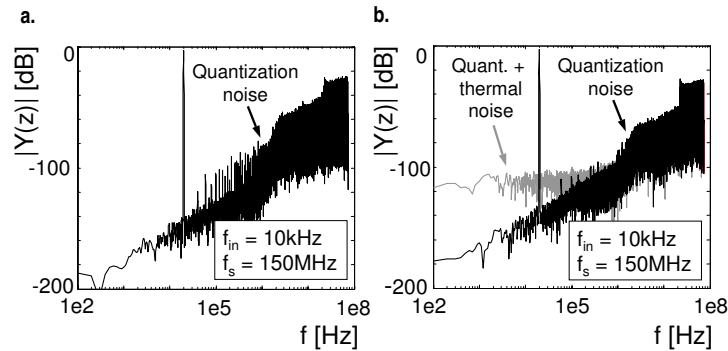 a.
0
-100
-200
|Y(z)| [dB]
Quantization
noise
f_in = 10kHz
f_s = 150MHz
1e2
1e5
1e8
f [Hz]
b.
0
-100
-200
|Y(z)| [dB]
Quant. +
thermal
noise
Quantization
noise
f_in = 10kHz
f_s = 150MHz
1e2
1e5
1e8
f [Hz]